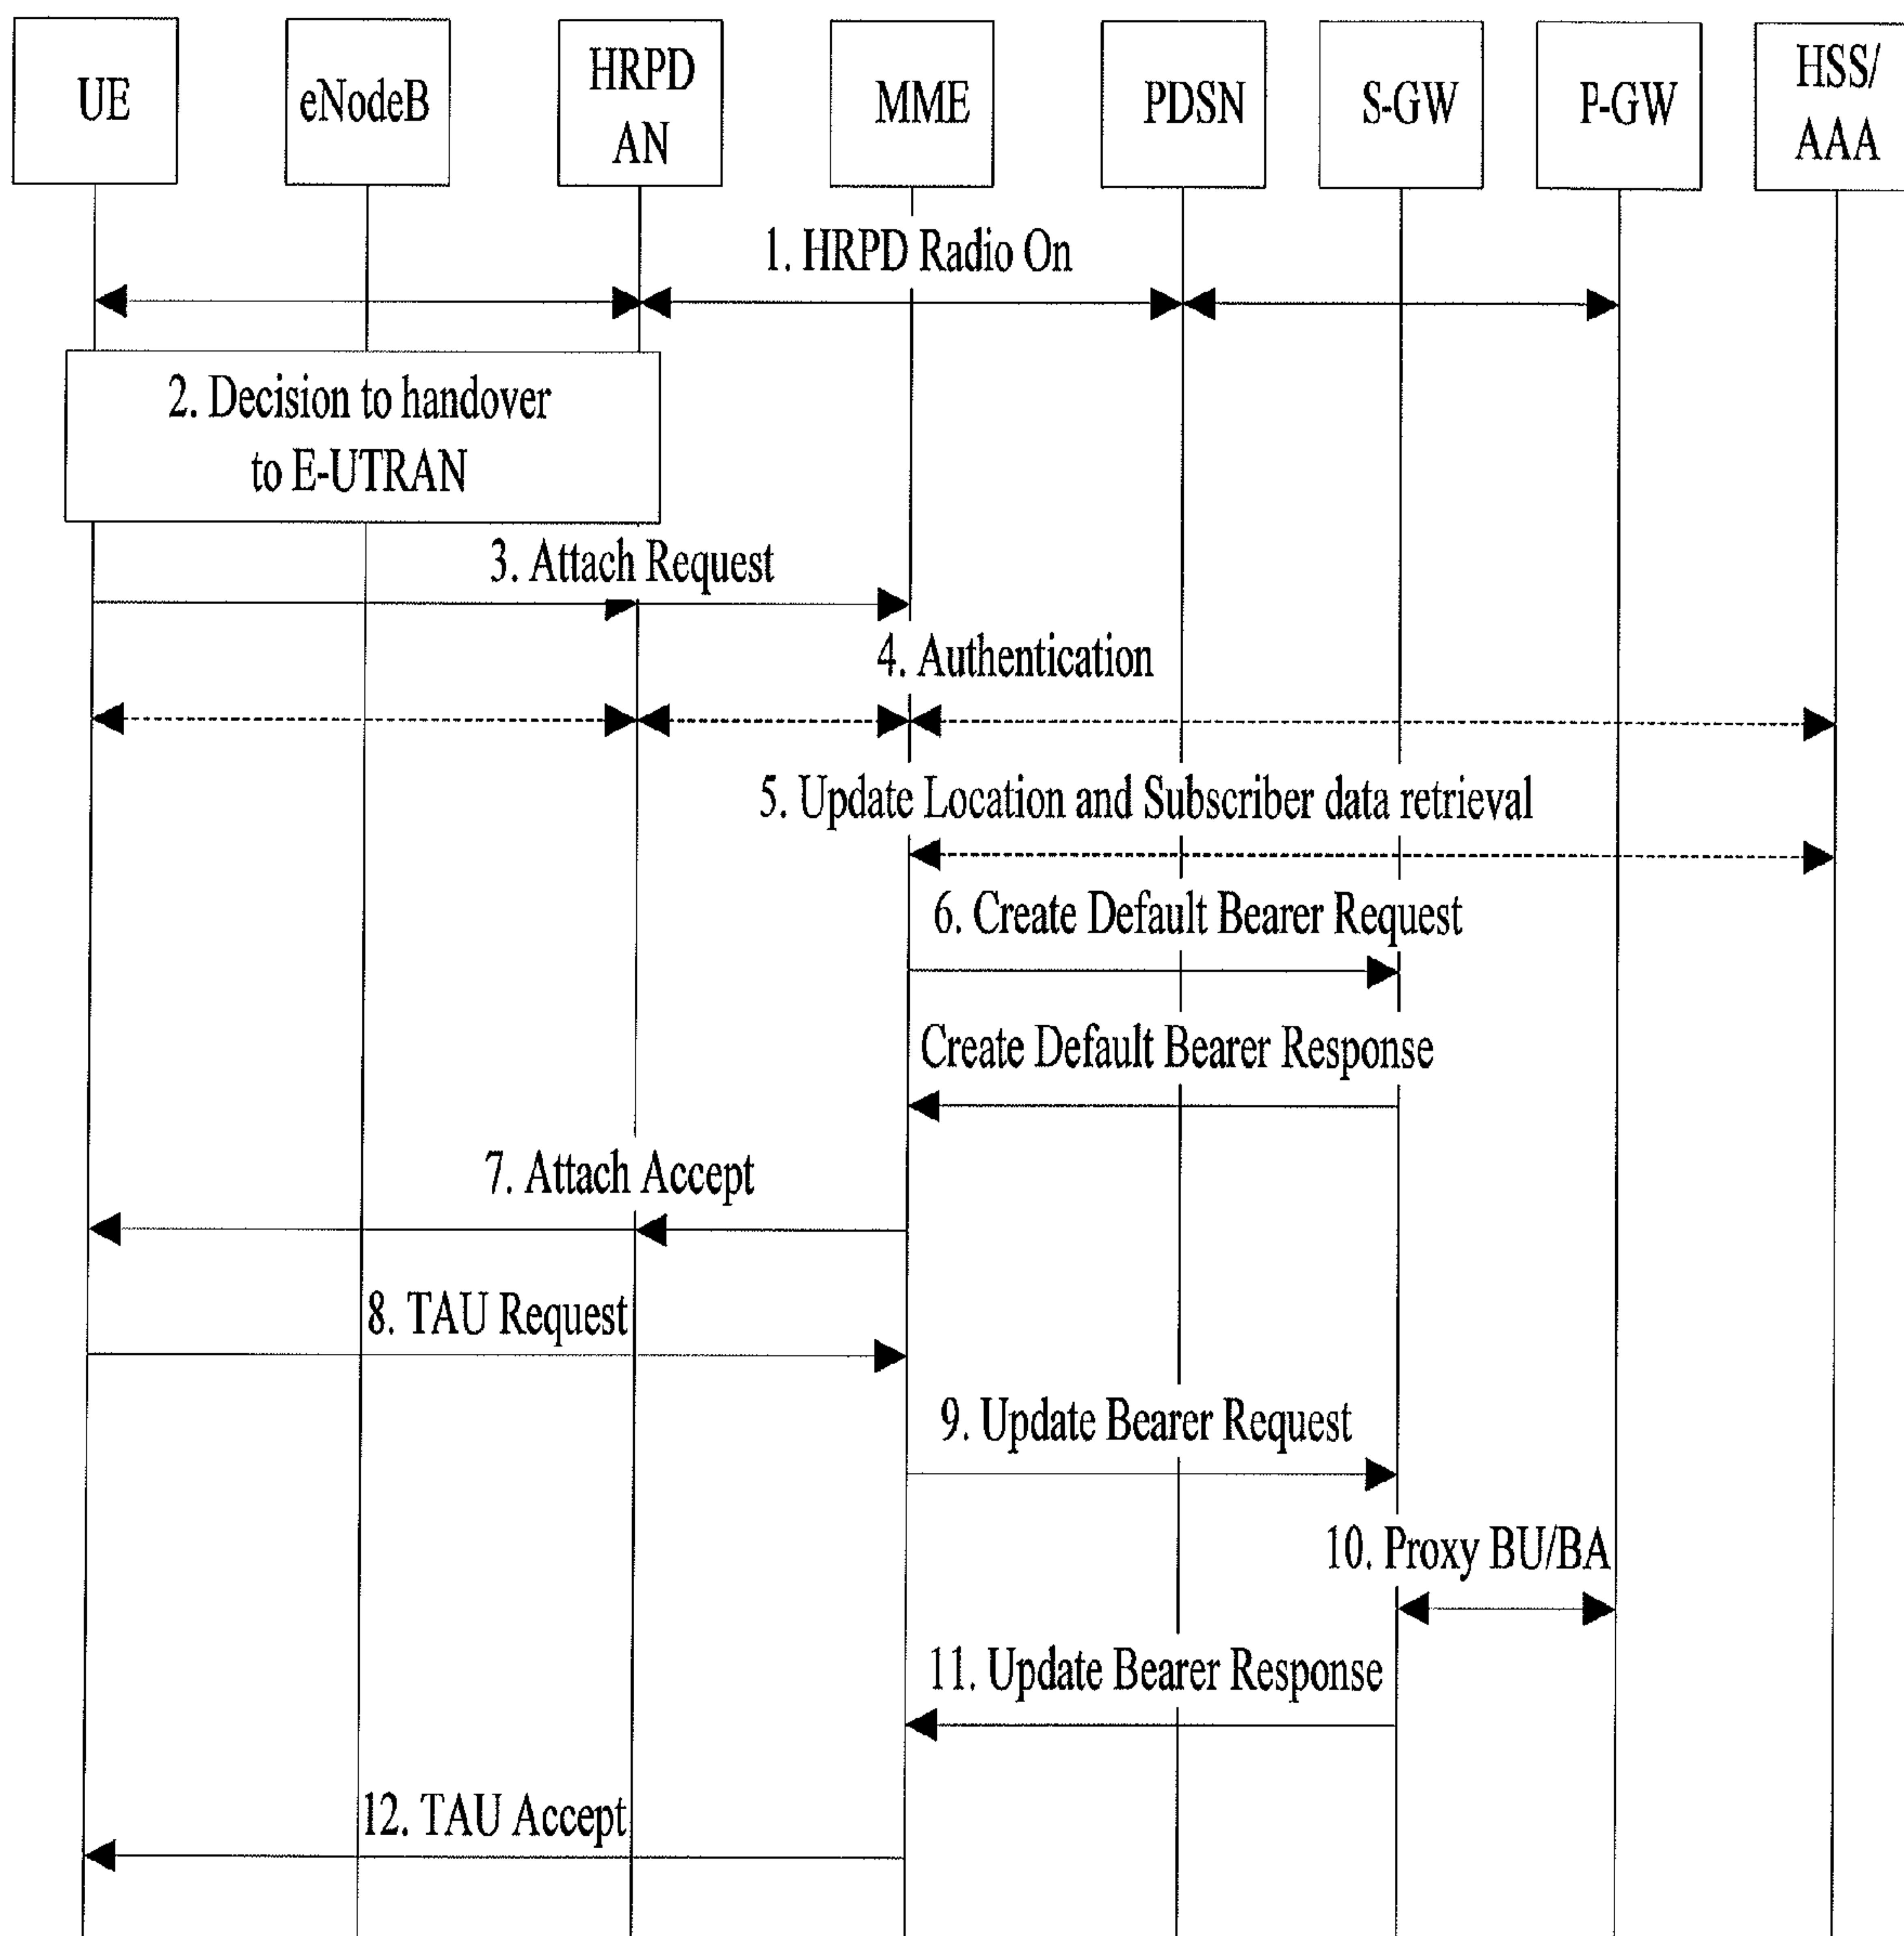 UE
eNodeB
HRPD
AN
MME
PDSN
S-GW
P-GW
HSS/
AAA
1. HRPD Radio On
2. Decision to handover
to E-UTRAN
3. Attach Request
4. Authentication
5. Update Location and Subscriber data retrieval
6. Create Default Bearer Request
Create Default Bearer Response
7. Attach Accept
8. TAU Request
9. Update Bearer Request
10. Proxy BU/BA
11. Update Bearer Response
12. TAU Accept